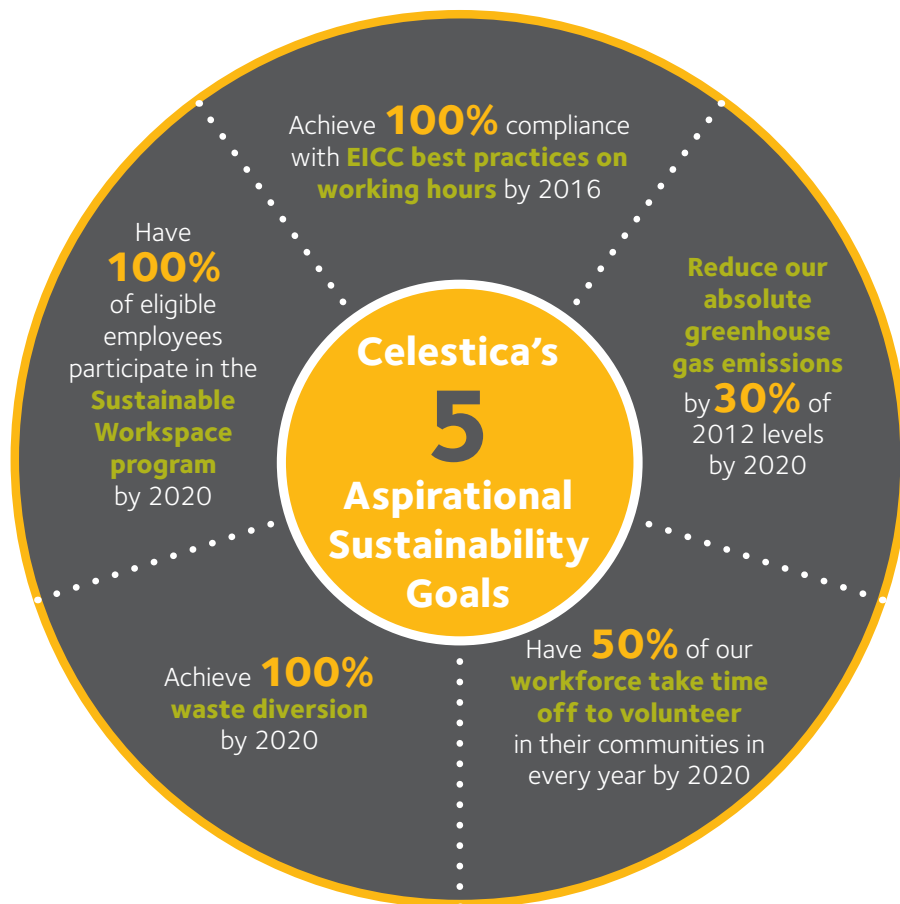 Celestica's
5
Aspirational
Sustainability
Goals
Achieve 100% compliance
with EICC best practices on
working hours by 2016
Reduce our
absolute
greenhouse
gas emissions
by 30% of
2012 levels
by 2020
Have 50% of our
workforce take time
off to volunteer
in their communities in
every year by 2020
Achieve 100%
waste diversion
by 2020
Have
100%
of eligible
employees
participate in the
Sustainable
Workspace
program
by 2020